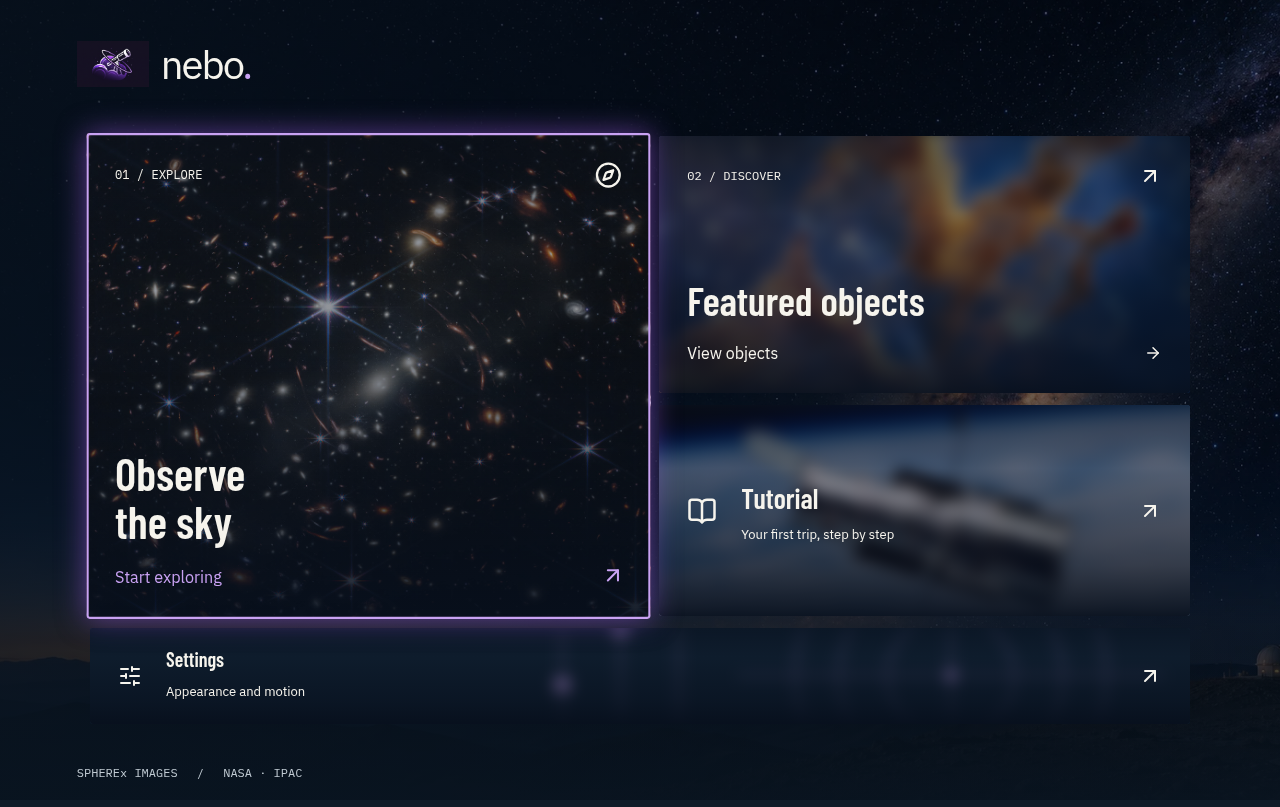 nebo.
01 / EXPLORE
Observe
the sky
Start exploring
02 / DISCOVER
Featured objects
View objects
Tutorial
Your first trip, step by step
Settings
Appearance and motion
SPHEREx IMAGES / NASA · IPAC